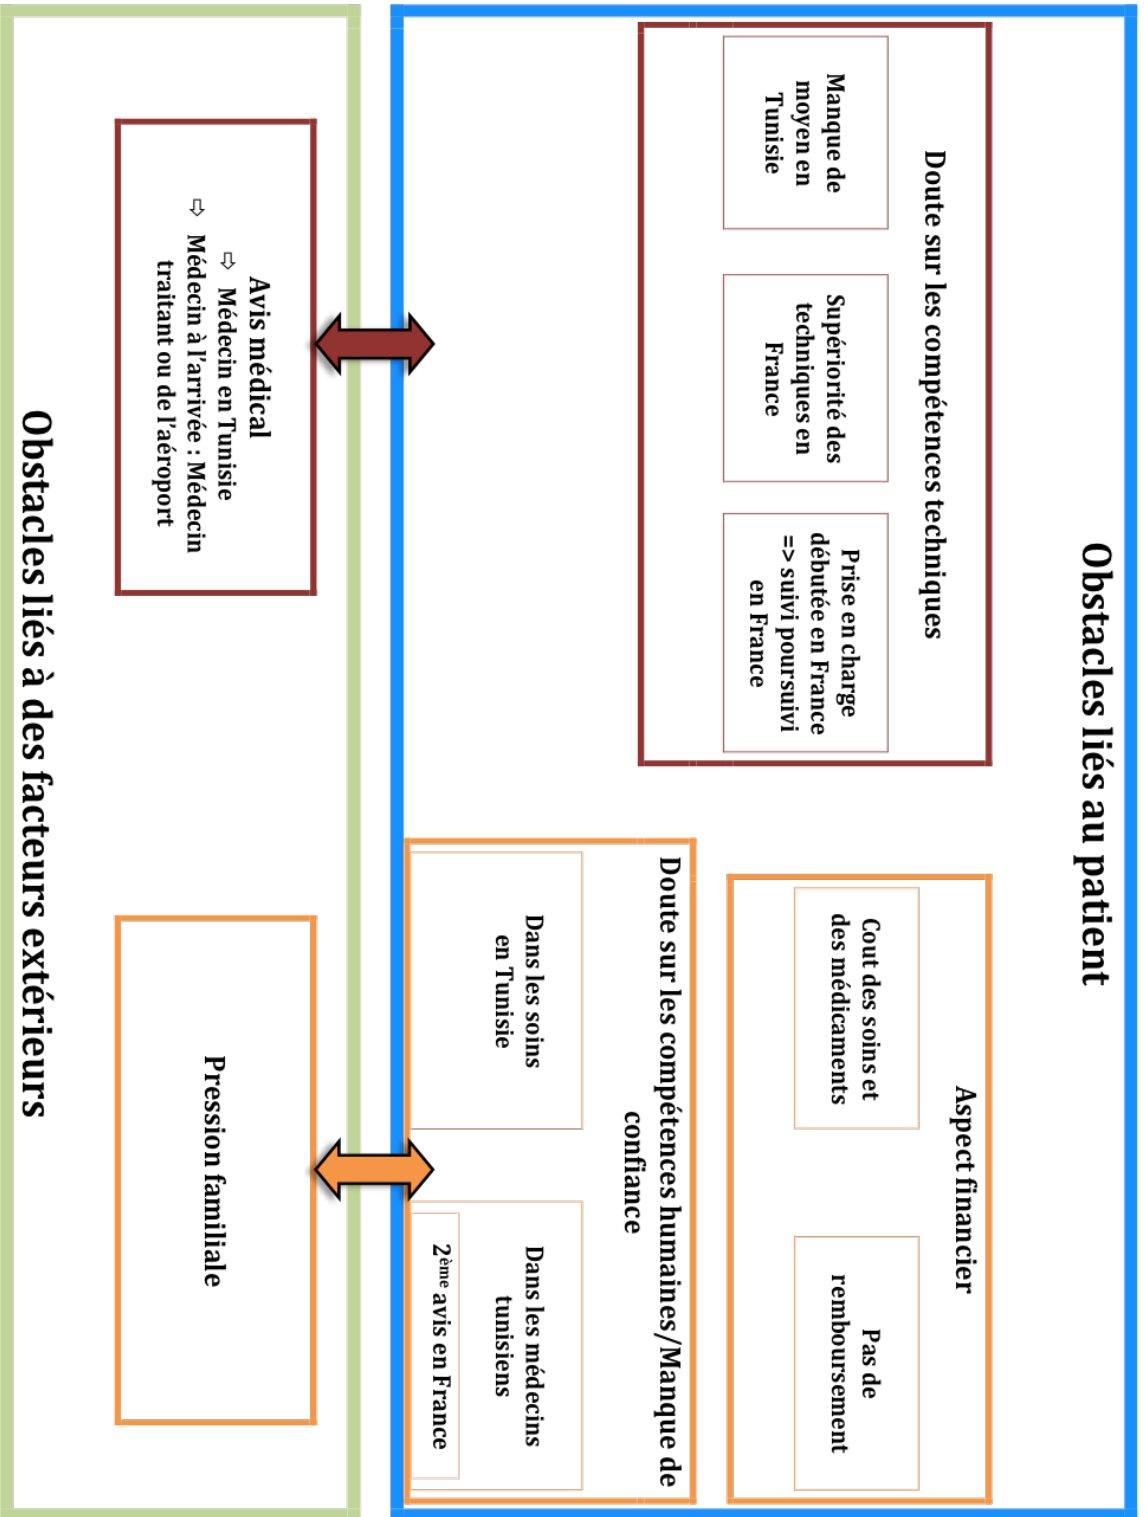 Obstacles liés au patient
Doute sur les compétences techniques
Manque de
moyen en
Tunisie
Supériorité des
techniques en
France
Prise en charge
débutée en France
=> suivi poursuivi
en France
Aspect financier
Cout des soins et
des médicaments
Pas de
remboursement
Doute sur les compétences humaines/Manque de
confiance
Dans les soins
en Tunisie
Dans les médecins
tunisiens
2ème avis en France
Avis médical
⇨ Médecin en Tunisie
⇨ Médecin à l'arrivée : Médecin
traitant ou de l'aéroport
Pression familiale
Obstacles liés à des facteurs extérieurs